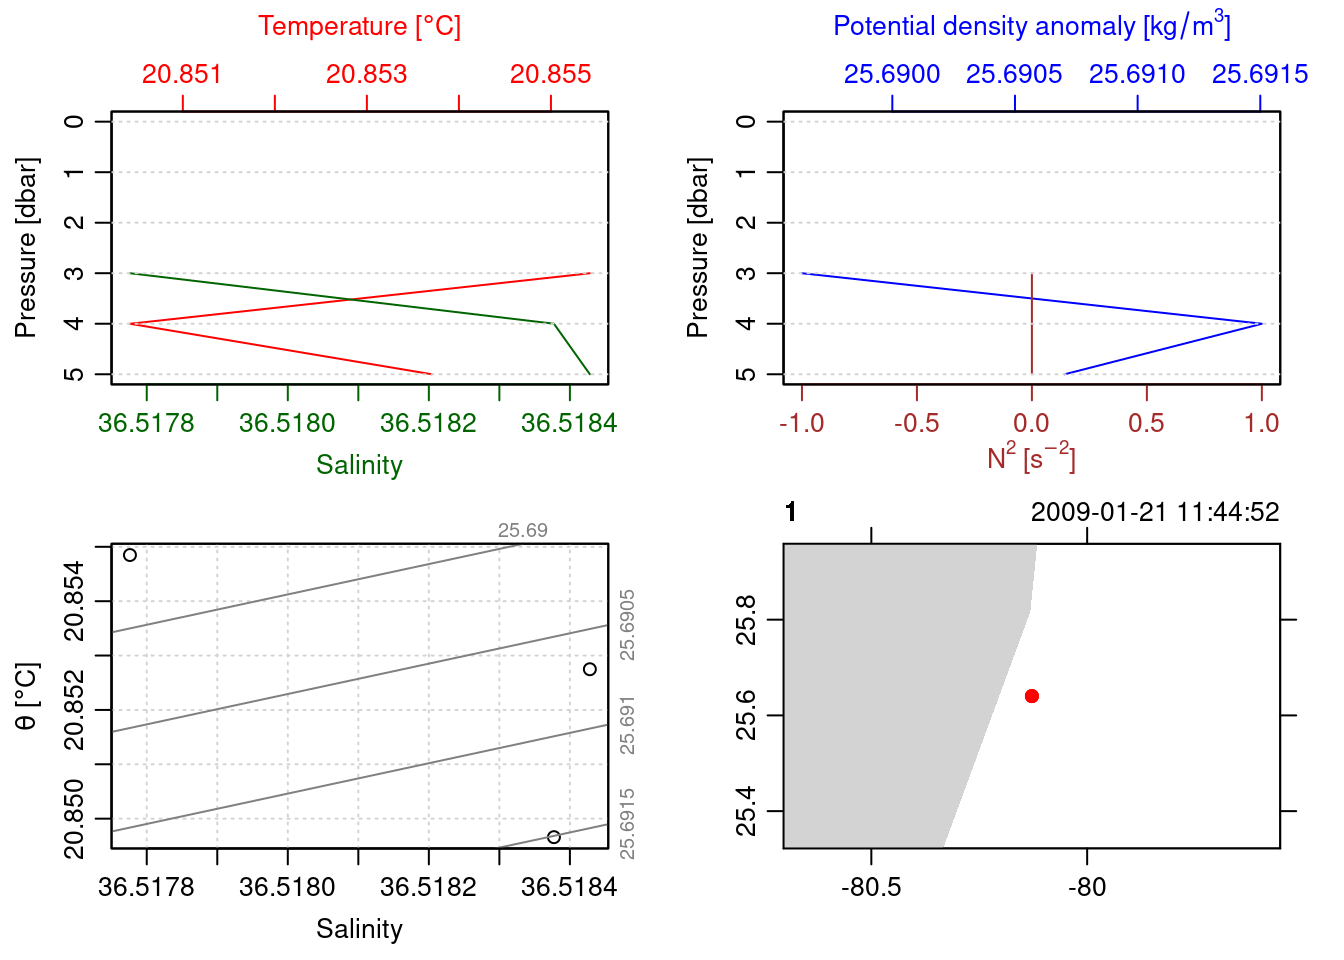 Temperature [°C]
20.851 20.853 20.855
Pressure [dbar]
0
1
2
3
4
5
36.5178 36.5180 36.5182 36.5184
Salinity
Potential density anomaly [kg/m³]
25.6900 25.6905 25.6910 25.6915
Pressure [dbar]
0
1
2
3
4
5
-1.0 -0.5 0.0 0.5 1.0
N² [s⁻²]
25.69
25.6905
25.691
25.6915
θ [°C]
20.854
20.852
20.850
36.5178 36.5180 36.5182 36.5184
Salinity
1 2009-01-21 11:44:52
25.8
25.6
25.4
-80.5 -80